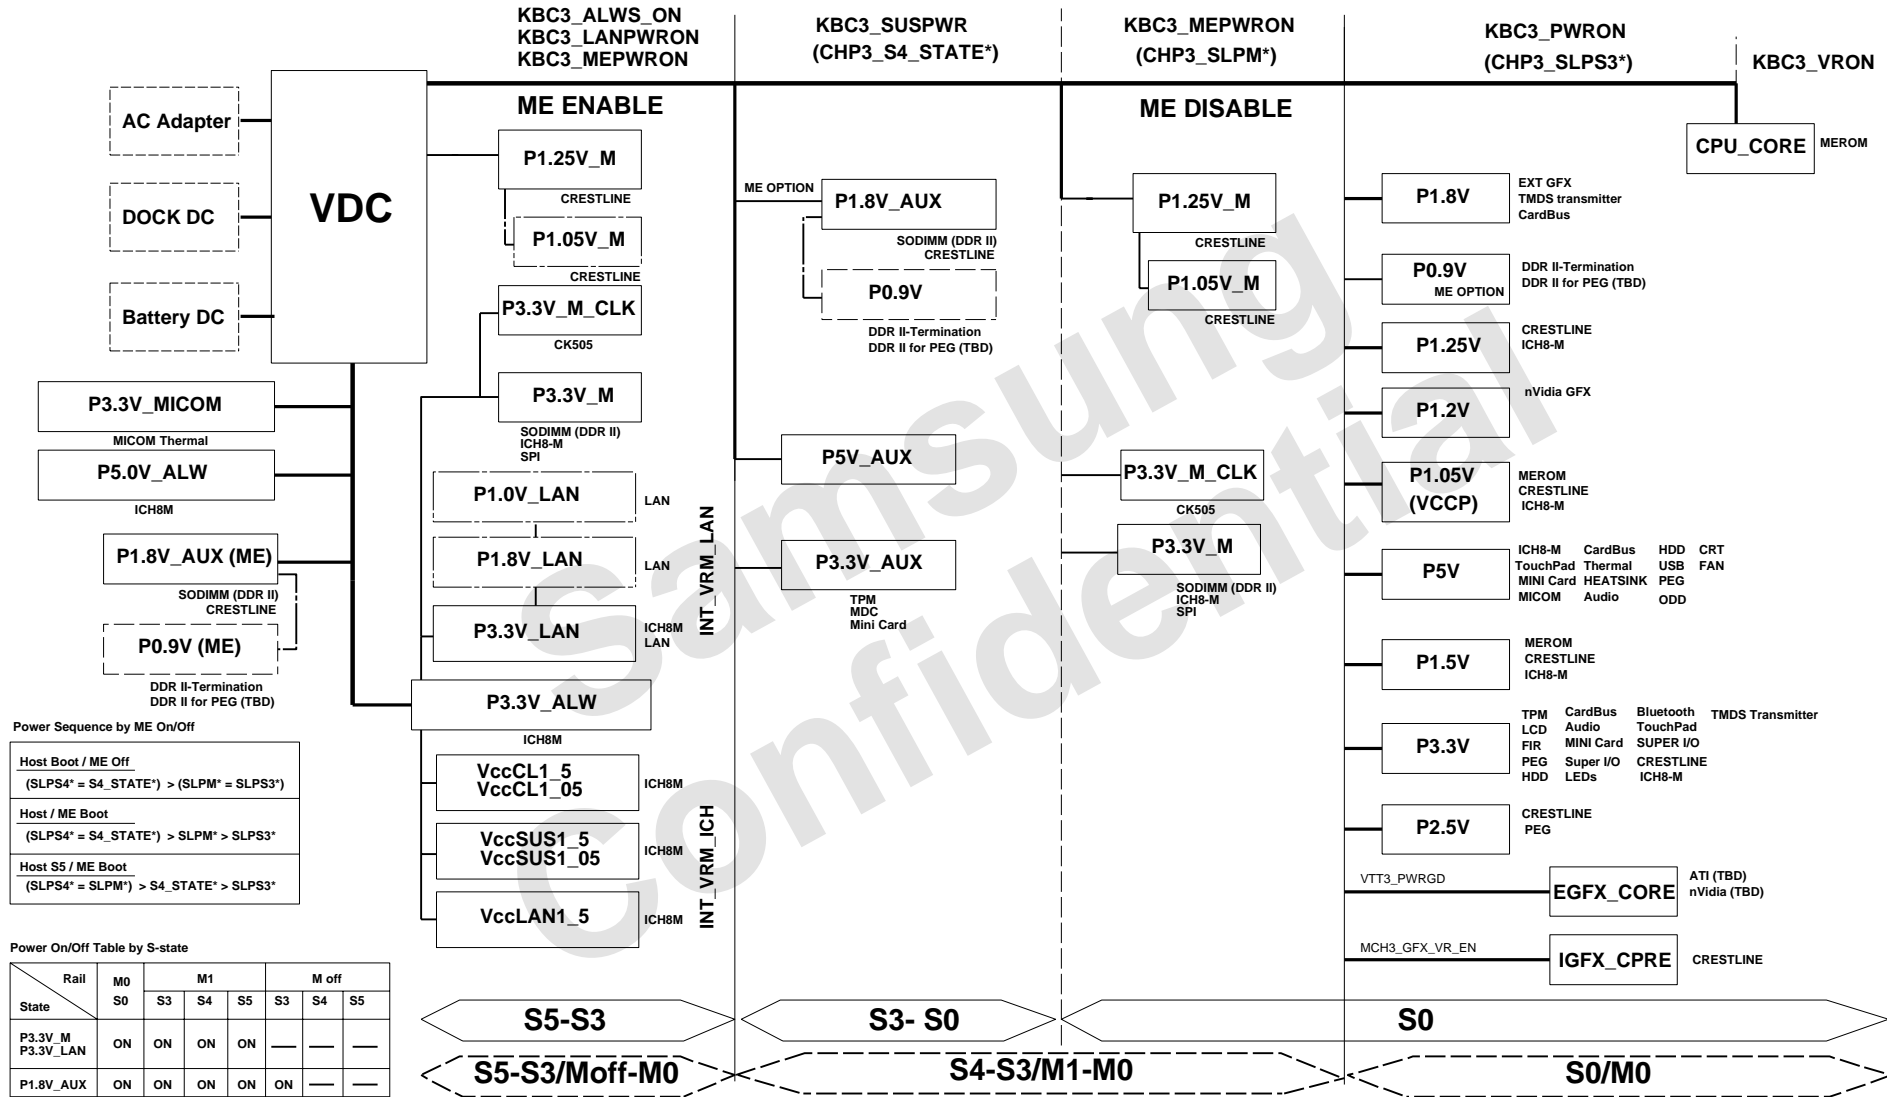 KBC3_ALWS_ON
KBC3_LANPWRON
KBC3_MEPWRON
KBC3_SUSPWR
(CHP3_S4_STATE*)
KBC3_MEPWRON
(CHP3_SLPM*)
KBC3_PWRON
(CHP3_SLPS3*)
KBC3_VRON
AC Adapter
DOCK DC
Battery DC
VDC
P3.3V_MICOM
MICOM Thermal
P5.0V_ALW
ICH8M
P1.8V_AUX (ME)
SODIMM (DDR II)
CRESTLINE
P0.9V (ME)
DDR II-Termination
DDR II for PEG (TBD)
ME ENABLE
P1.25V_M
CRESTLINE
P1.05V_M
CRESTLINE
P3.3V_M_CLK
CK505
P3.3V_M
SODIMM (DDR II)
ICH8-M
SPI
P1.0V_LAN
LAN
P1.8V_LAN
LAN
P3.3V_LAN
ICH8M
LAN
INT_VRM_LAN
P3.3V_ALW
ICH8M
VccCL1_5
VccCL1_05
ICH8M
VccSUS1_5
VccSUS1_05
ICH8M
VccLAN1_5
ICH8M
INT_VRM_ICH
ME OPTION
P1.8V_AUX
SODIMM (DDR II)
CRESTLINE
P0.9V
DDR II-Termination
DDR II for PEG (TBD)
P5V_AUX
P3.3V_AUX
TPM
MDC
Mini Card
ME DISABLE
P1.25V_M
CRESTLINE
P1.05V_M
CRESTLINE
P3.3V_M_CLK
CK505
P3.3V_M
SODIMM (DDR II)
ICH8-M
SPI
CPU_CORE
MEROM
P1.8V
EXT GFX
TMDS transmitter
CardBus
P0.9V
ME OPTION
DDR II-Termination
DDR II for PEG (TBD)
P1.25V
CRESTLINE
ICH8-M
P1.2V
nVidia GFX
P1.05V
(VCCP)
MEROM
CRESTLINE
ICH8-M
P5V
ICH8-M CardBus HDD CRT
TouchPad Thermal USB FAN
MINI Card HEATSINK PEG
MICOM Audio ODD
P1.5V
MEROM
CRESTLINE
ICH8-M
P3.3V
TPM CardBus Bluetooth TMDS Transmitter
LCD Audio TouchPad
FIR MINI Card SUPER I/O
PEG Super I/O CRESTLINE
HDD LEDs ICH8-M
P2.5V
CRESTLINE
PEG
VTT3_PWRGD
EGFX_CORE
ATI (TBD)
nVidia (TBD)
MCH3_GFX_VR_EN
IGFX_CPRE
CRESTLINE
Power Sequence by ME On/Off
Host Boot / ME Off
(SLPS4* = S4_STATE*) > (SLPM* = SLPS3*)
Host / ME Boot
(SLPS4* = S4_STATE*) > SLPM* > SLPS3*
Host S5 / ME Boot
(SLPS4* = SLPM*) > S4_STATE* > SLPS3*
Power On/Off Table by S-state
Rail M0 M1 M off
State S0 S3 S4 S5 S3 S4 S5
P3.3V_M
P3.3V_LAN
ON ON ON ON — — —
P1.8V_AUX ON ON ON ON ON — —
S5-S3
S3- S0
S0
S5-S3/Moff-M0
S4-S3/M1-M0
S0/M0
Samsung
Confidential